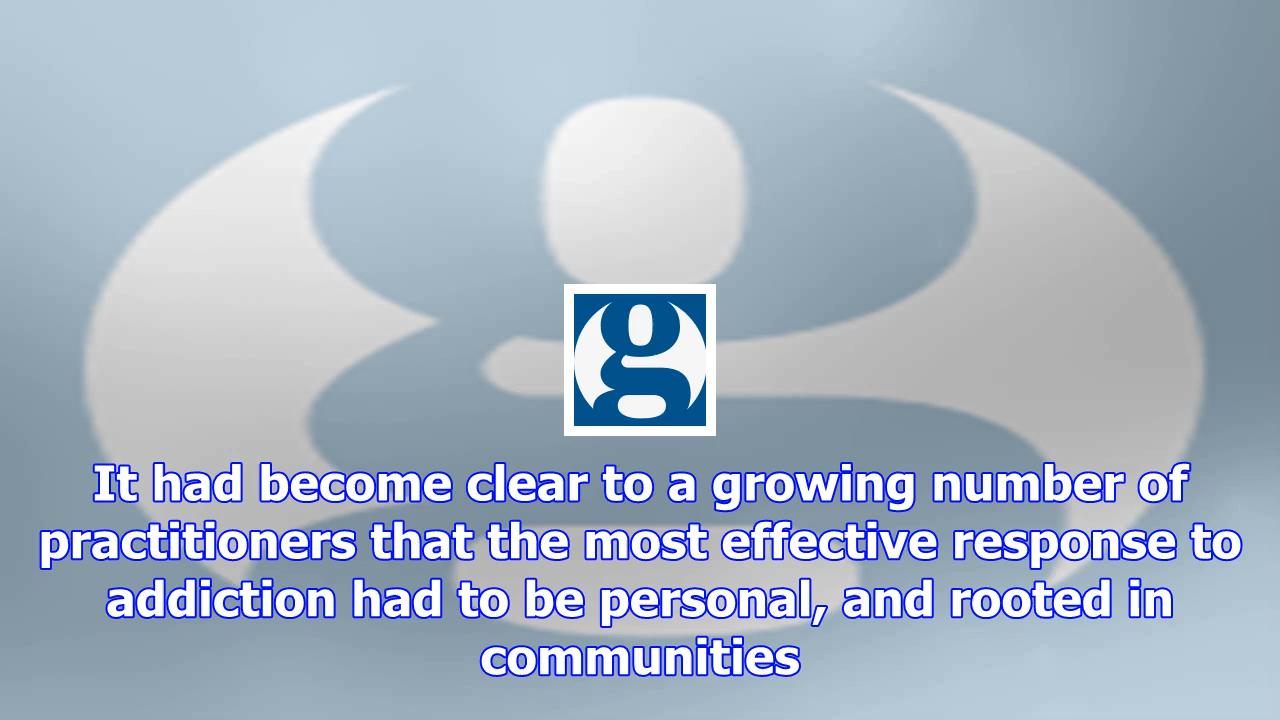 g
It had become clear to a growing number of
practitioners that the most effective response to
addiction had to be personal, and rooted in
communities